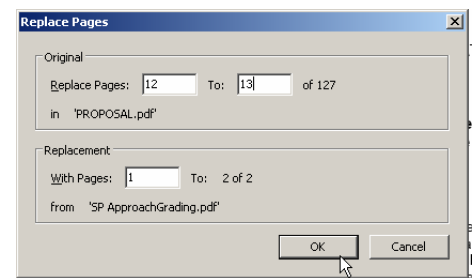 Replace Pages
Original
Replace Pages: 12 To: 13 of 127
in 'PROPOSAL.pdf'
Replacement
With Pages: 1 To: 2 of 2
from 'SP ApproachGrading.pdf'
OK Cancel